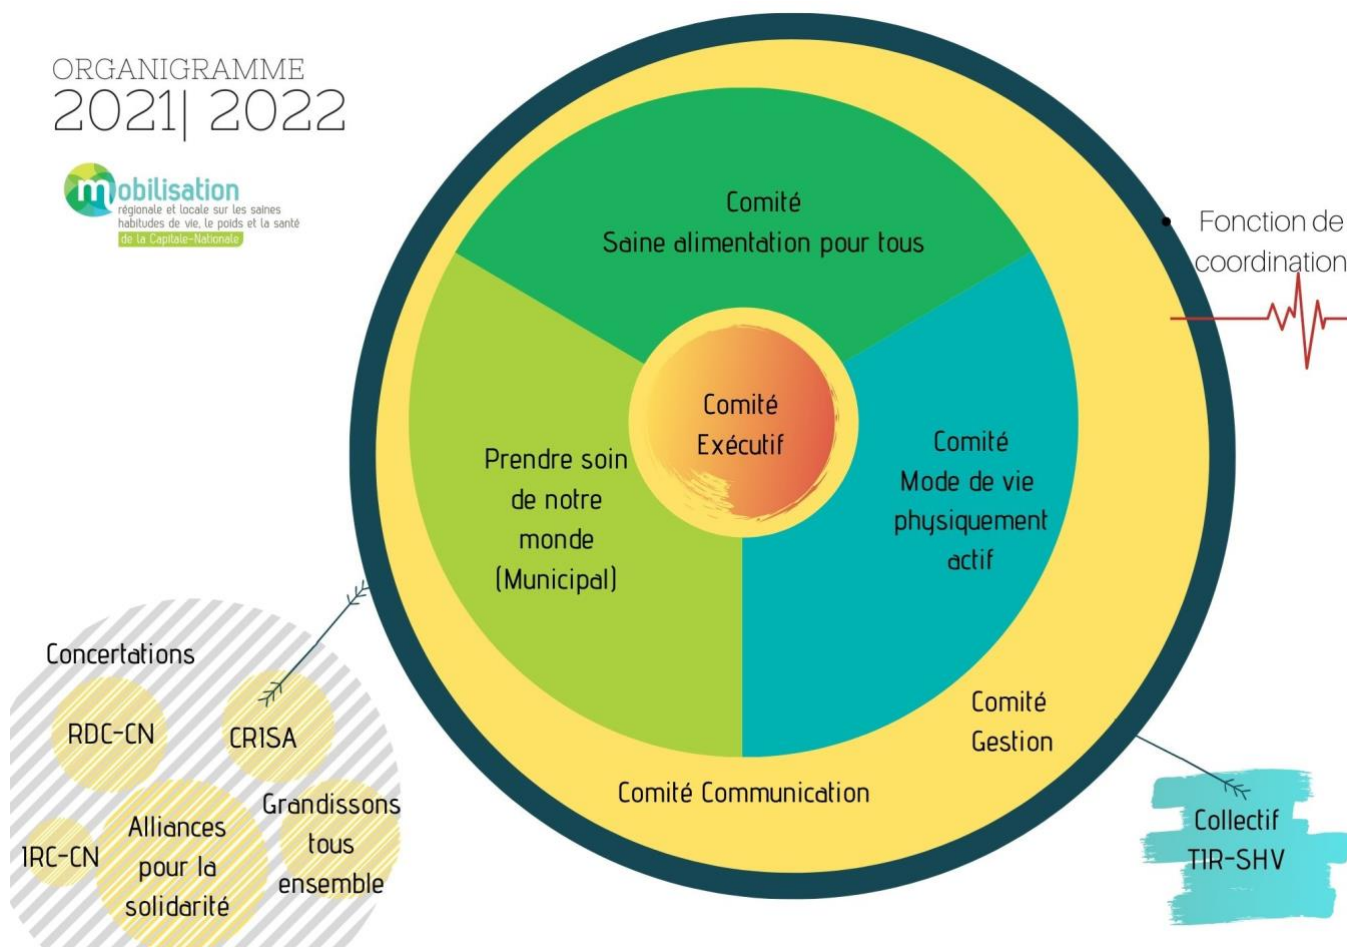 ORGANIGRAMME
2021| 2022
mobilisation
régionale et locale sur les saines
habitudes de vie, le poids et la santé
de la Capitale-Nationale
Comité
Saine alimentation pour tous
Fonction de
coordination
Comité
Exécutif
Prendre soin
de notre
monde
(Municipal)
Comité
Mode de vie
physiquement
actif
Comité
Gestion
Comité Communication
Concertations
RDC-CN
CRISA
Grandissons
tous
ensemble
IRC-CN
Alliances
pour la
solidarité
Collectif
TIR-SHV